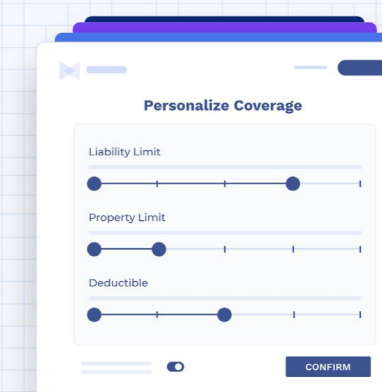 Personalize Coverage
Liability Limit
Property Limit
Deductible
CONFIRM